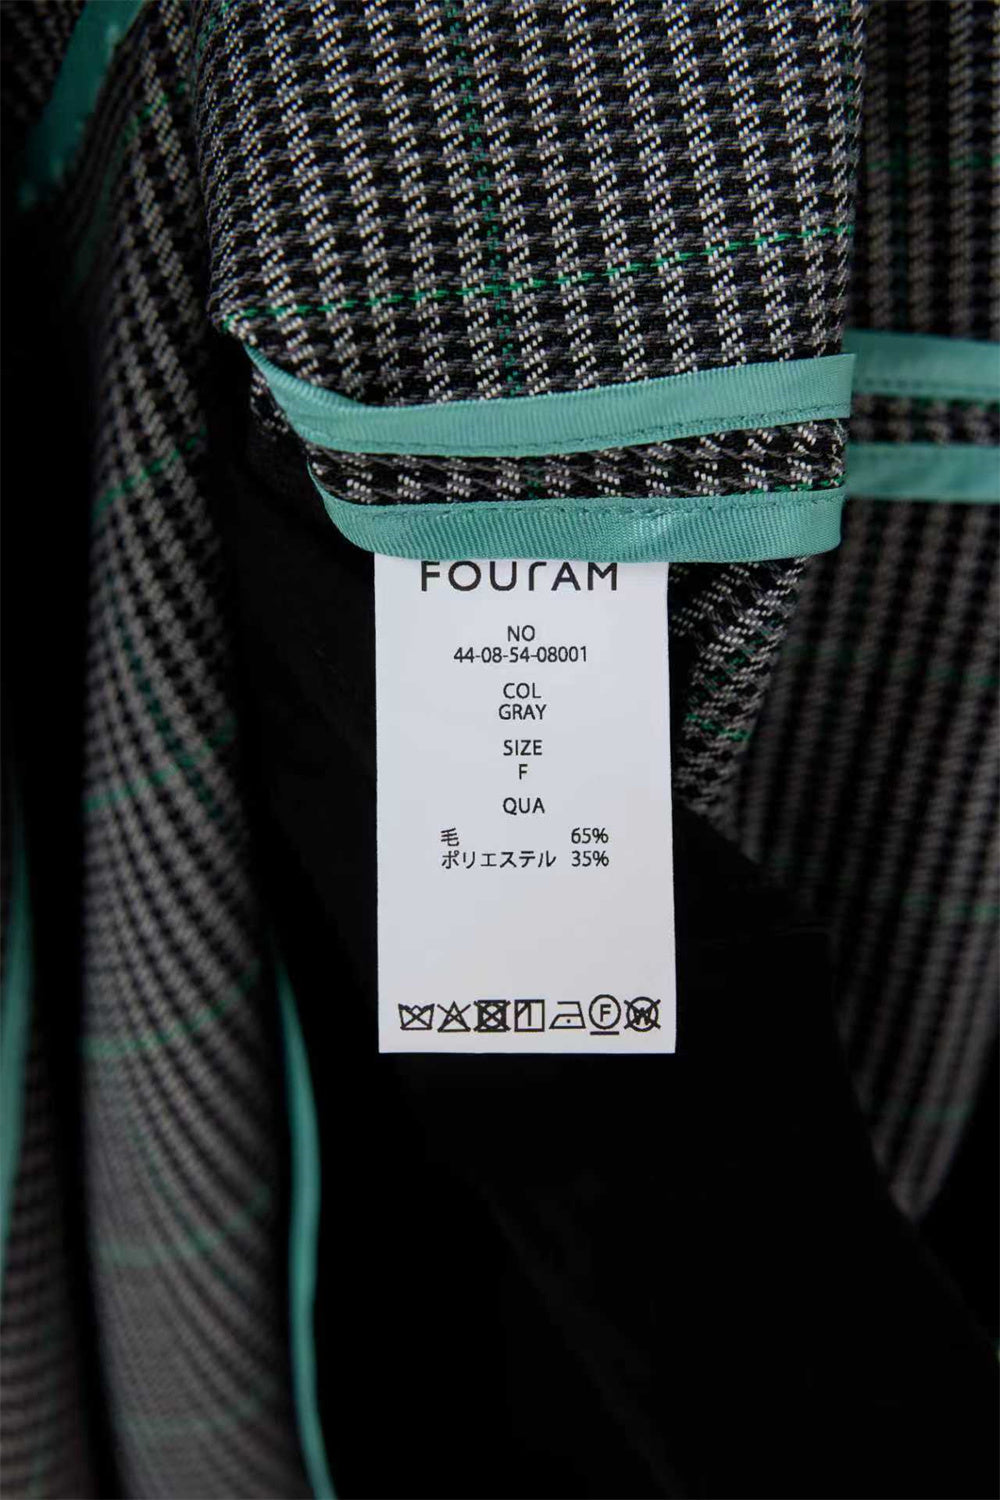 FOURAM
NO
44-08-54-08001
COL
GRAY
SIZE
F
QUA
毛 65%
ポリエステル 35%
F
W